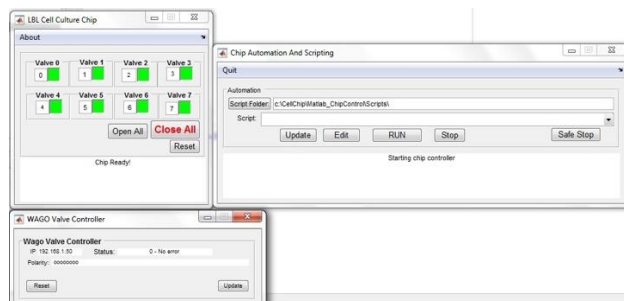 LBL Cell Culture Chip
About
Valve 0 Valve 1 Valve 2 Valve 3
0 1 2 3
Valve 4 Valve 5 Valve 6 Valve 7
4 5 6 7
Open All Close All
Reset
Chip Ready!
Chip Automation And Scripting
Quit
Automation
Script Folder: c:\CellChip\Matlab_ChipControl\Scripts\
Script:
Update Edit RUN Stop Safe Stop
Starting chip controller
WAGO Valve Controller
Wago Valve Controller
IP: 192.168.1.50 Status: 0 - No error
Polarity: 00000000
Reset Update